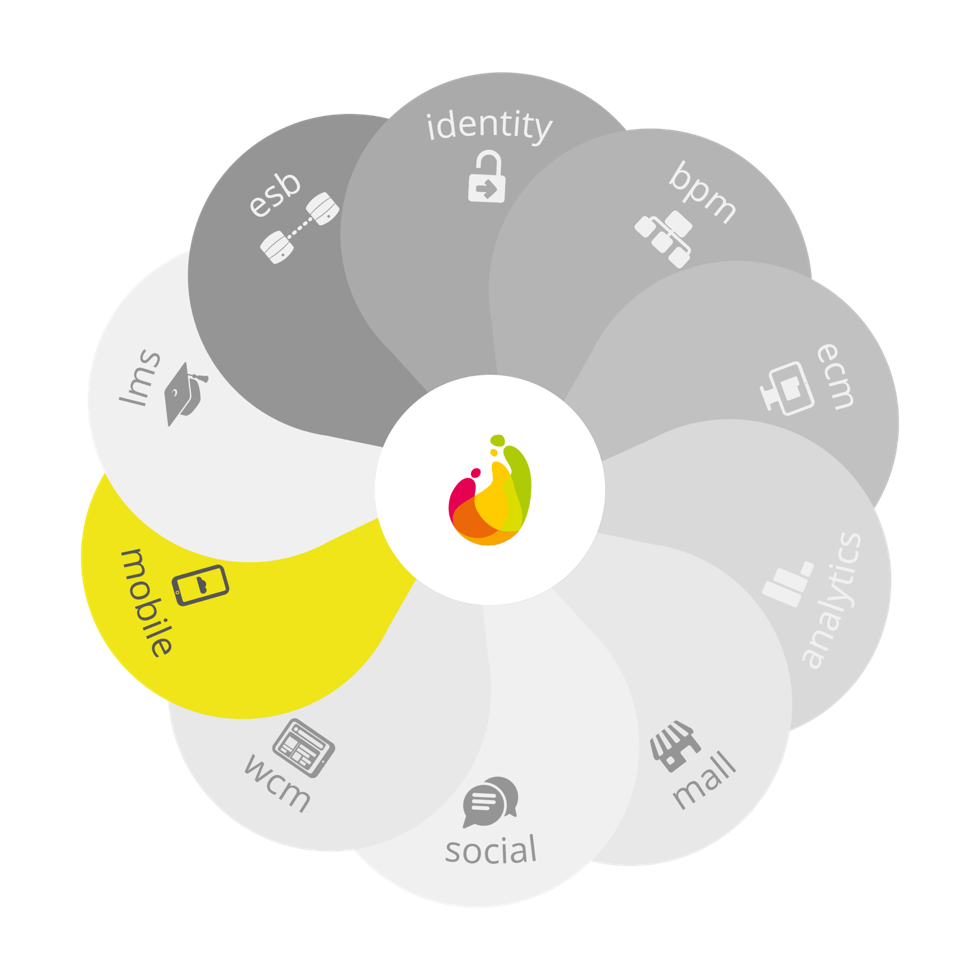 identity
bpm
ecm
analytics
mall
social
wcm
mobile
lms
esb